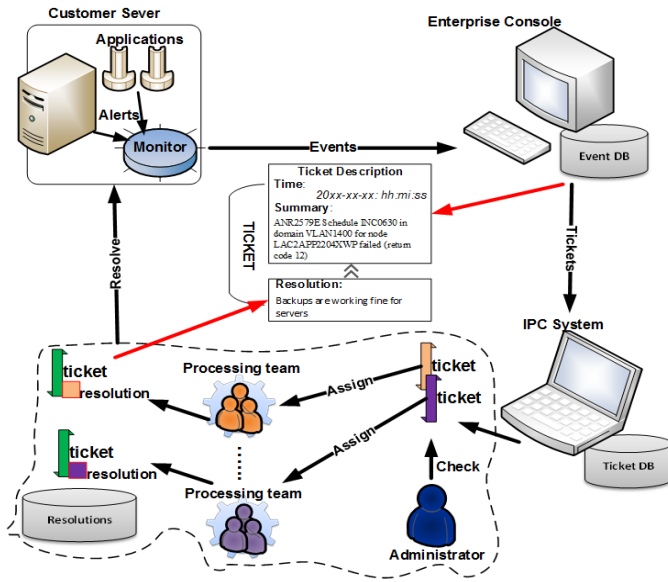 Customer Sever
Enterprise Console
Applications
Alerts
Monitor
Events
Event DB
Ticket Description
Time:
20xx-xx-xx: hh:mi:ss
Summary:
ANR2579E Schedule INC0630 in
domain VLAN1400 for node
LAC2APP2204XWP failed (return
code 12)
TICKET
Resolution:
Backups are working fine for
servers
Resolve
Tickets
IPC System
Ticket DB
ticket
resolution
Processing team
Assign
ticket
ticket
ticket
resolution
Assign
Processing team
Check
Administrator
Resolutions